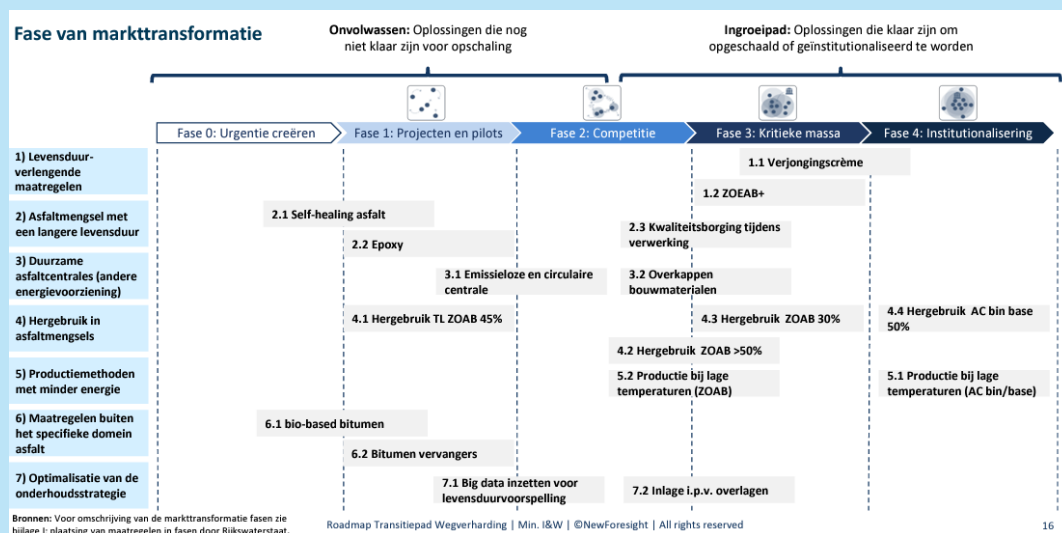 Fase van markttransformatie
Onvolwassen: Oplossingen die nog
niet klaar zijn voor opschaling
Ingroeipad: Oplossingen die klaar zijn om
opgeschaald of geïnstitutionaliseerd te worden
Fase 0: Urgentie creëren
Fase 1: Projecten en pilots
Fase 2: Competitie
Fase 3: Kritieke massa
Fase 4: Institutionalisering
1) Levensduur-
verlengende
maatregelen
1.1 Verjongingscrème
1.2 ZOEAB+
2) Asfaltmengsel met
een langere levensduur
2.1 Self-healing asfalt
2.2 Epoxy
2.3 Kwaliteitsborging tijdens
verwerking
3) Duurzame
asfaltcentrales (andere
energievoorziening)
3.1 Emissieloze en circulaire
centrale
3.2 Overkappen
bouwmaterialen
4) Hergebruik in
asfaltmengsels
4.1 Hergebruik TL ZOAB 45%
4.3 Hergebruik ZOAB 30%
4.4 Hergebruik AC bin base
50%
4.2 Hergebruik ZOAB >50%
5) Productiemethoden
met minder energie
5.2 Productie bij lage
temperaturen (ZOAB)
5.1 Productie bij lage
temperaturen (AC bin/base)
6) Maatregelen buiten
het specifieke domein
asfalt
6.1 bio-based bitumen
6.2 Bitumen vervangers
7) Optimalisatie van de
onderhoudsstrategie
7.1 Big data inzetten voor
levensduurvoorspelling
7.2 Inlage i.p.v. overlagen
Bronnen: Voor omschrijving van de markttransformatie fasen zie
bijlage I; plaatsing van maatregelen in fasen door Rijkswaterstaat,
Roadmap Transitiepad Wegverharding | Min. I&W | ©NewForesight | All rights reserved
16